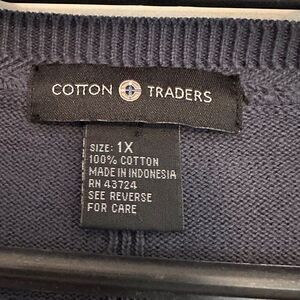 COTTON TRADERS
SIZE: 1X
100% COTTON
MADE IN INDONESIA
RN 43724
SEE REVERSE
FOR CARE